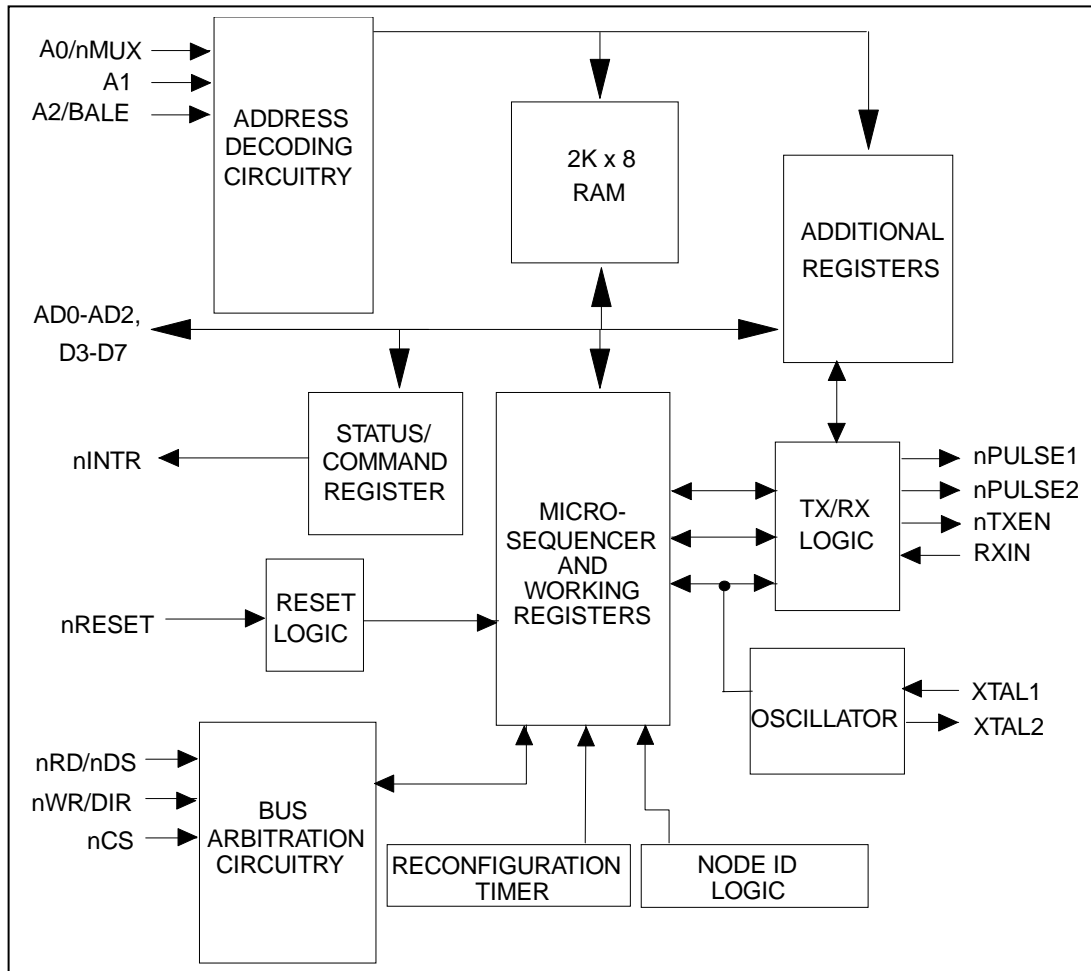 A0/nMUX
A1
A2/BALE
ADDRESS
DECODING
CIRCUITRY
2K x 8
RAM
ADDITIONAL
REGISTERS
AD0-AD2,
D3-D7
nINTR
STATUS/
COMMAND
REGISTER
MICRO-
SEQUENCER
AND
WORKING
REGISTERS
TX/RX
LOGIC
nPULSE1
nPULSE2
nTXEN
RXIN
nRESET
RESET
LOGIC
OSCILLATOR
XTAL1
XTAL2
nRD/nDS
nWR/DIR
nCS
BUS
ARBITRATION
CIRCUITRY
RECONFIGURATION
TIMER
NODE ID
LOGIC